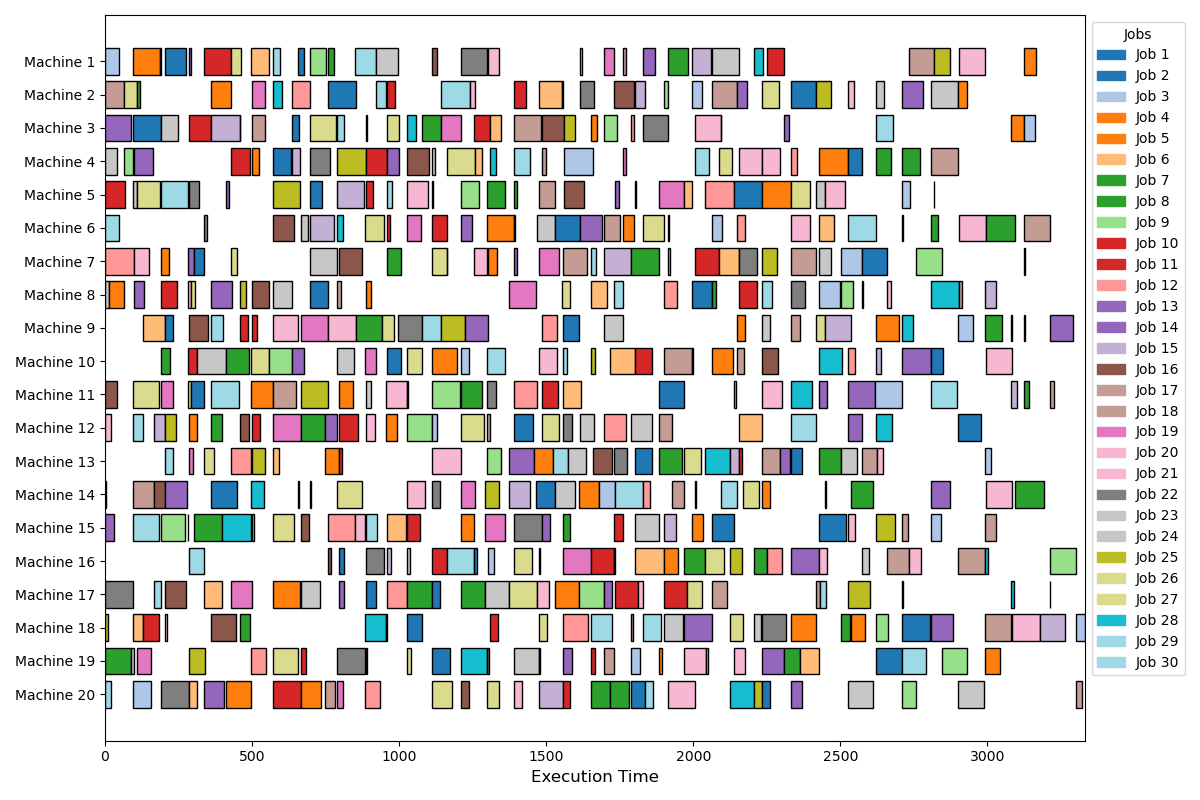 Machine 1
Machine 2
Machine 3
Machine 4
Machine 5
Machine 6
Machine 7
Machine 8
Machine 9
Machine 10
Machine 11
Machine 12
Machine 13
Machine 14
Machine 15
Machine 16
Machine 17
Machine 18
Machine 19
Machine 20
0 500 1000 1500 2000 2500 3000
Execution Time
Jobs
Job 1
Job 2
Job 3
Job 4
Job 5
Job 6
Job 7
Job 8
Job 9
Job 10
Job 11
Job 12
Job 13
Job 14
Job 15
Job 16
Job 17
Job 18
Job 19
Job 20
Job 21
Job 22
Job 23
Job 24
Job 25
Job 26
Job 27
Job 28
Job 29
Job 30